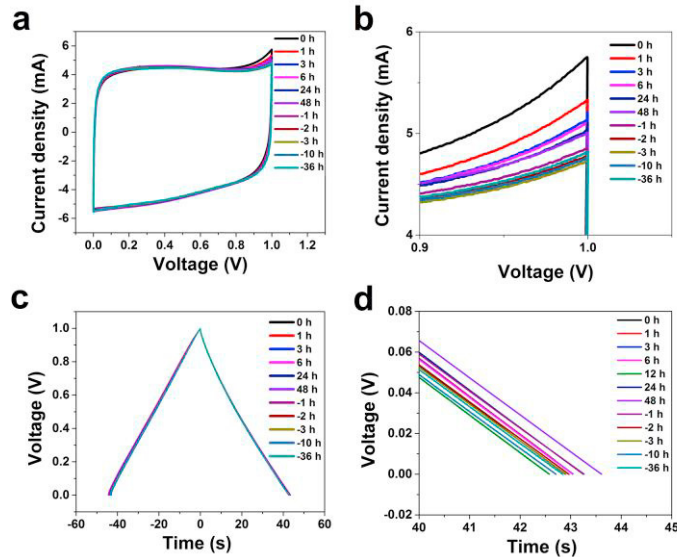 a
Current density (mA)
6
4
2
0
-2
-4
-6
0.0 0.2 0.4 0.6 0.8 1.0 1.2
Voltage (V)
0 h
1 h
3 h
6 h
24 h
48 h
-1 h
-2 h
-3 h
-10 h
-36 h
b
Current density (mA)
6
5
4
0.9 1.0
Voltage (V)
0 h
1 h
3 h
6 h
24 h
48 h
-1 h
-2 h
-3 h
-10 h
-36 h
c
Voltage (V)
1.0
0.8
0.6
0.4
0.2
0.0
-60 -40 -20 0 20 40 60
Time (s)
0 h
1 h
3 h
6 h
24 h
48 h
-1 h
-2 h
-3 h
-10 h
-36 h
d
Voltage (V)
0.08
0.06
0.04
0.02
0.00
-0.02
40 41 42 43 44 45
Time (s)
0 h
1 h
3 h
6 h
12 h
24 h
48 h
-1 h
-2 h
-3 h
-10 h
-36 h